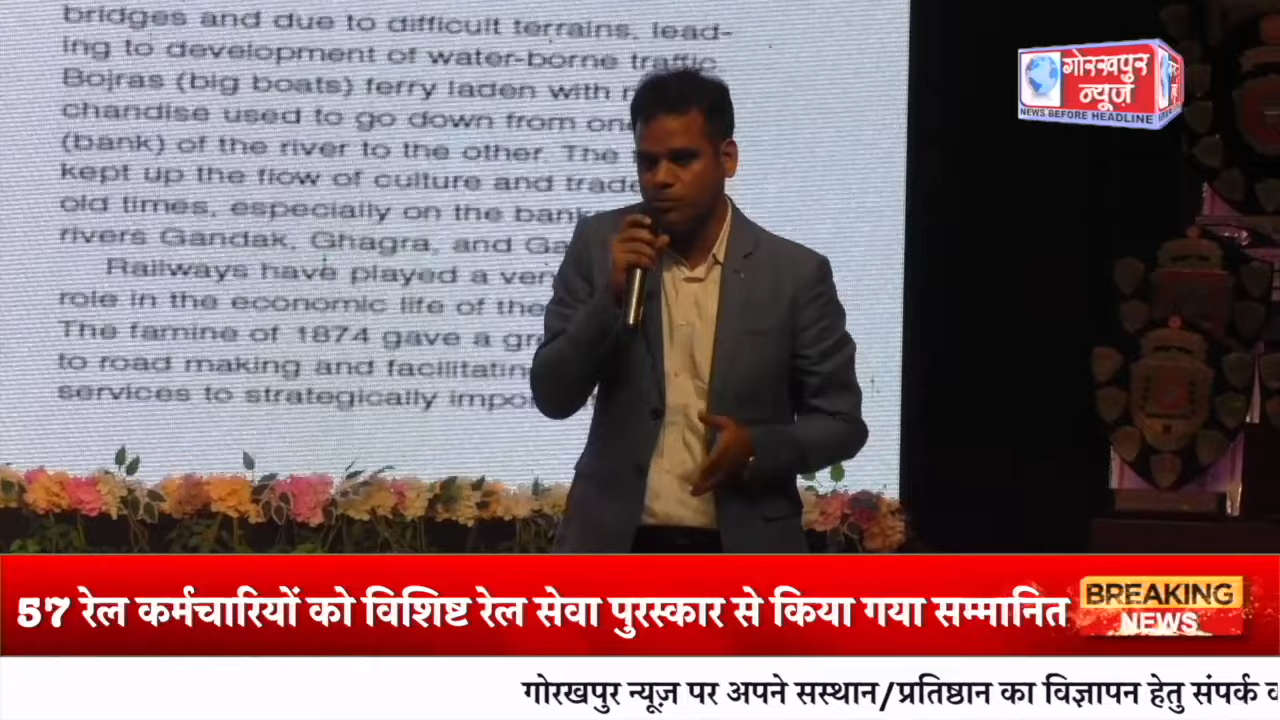 bridges and due to difficult terrains, lead-
ing to development of water-borne traffic.
Bojras (big boats) ferry laden with
chandise used to go down from one
(bank) of the river to the other. The
kept up the flow of culture and trade
old times, especially on the bank
rivers Gandak, Ghagra, and
Railways have played a very
role in the economic life of the
The famine of 1874 gave a
to road making and facilitatin
services to strategically impo
गोरखपुर
न्यूज़
NEWS BEFORE HEADLINE
57 रेल कर्मचारियों को विशिष्ट रेल सेवा पुरस्कार से किया गया सम्मानित
BREAKING
NEWS
गोरखपुर न्यूज़ पर अपने सस्थान/प्रतिष्ठान का विज्ञापन हेतु संपर्क